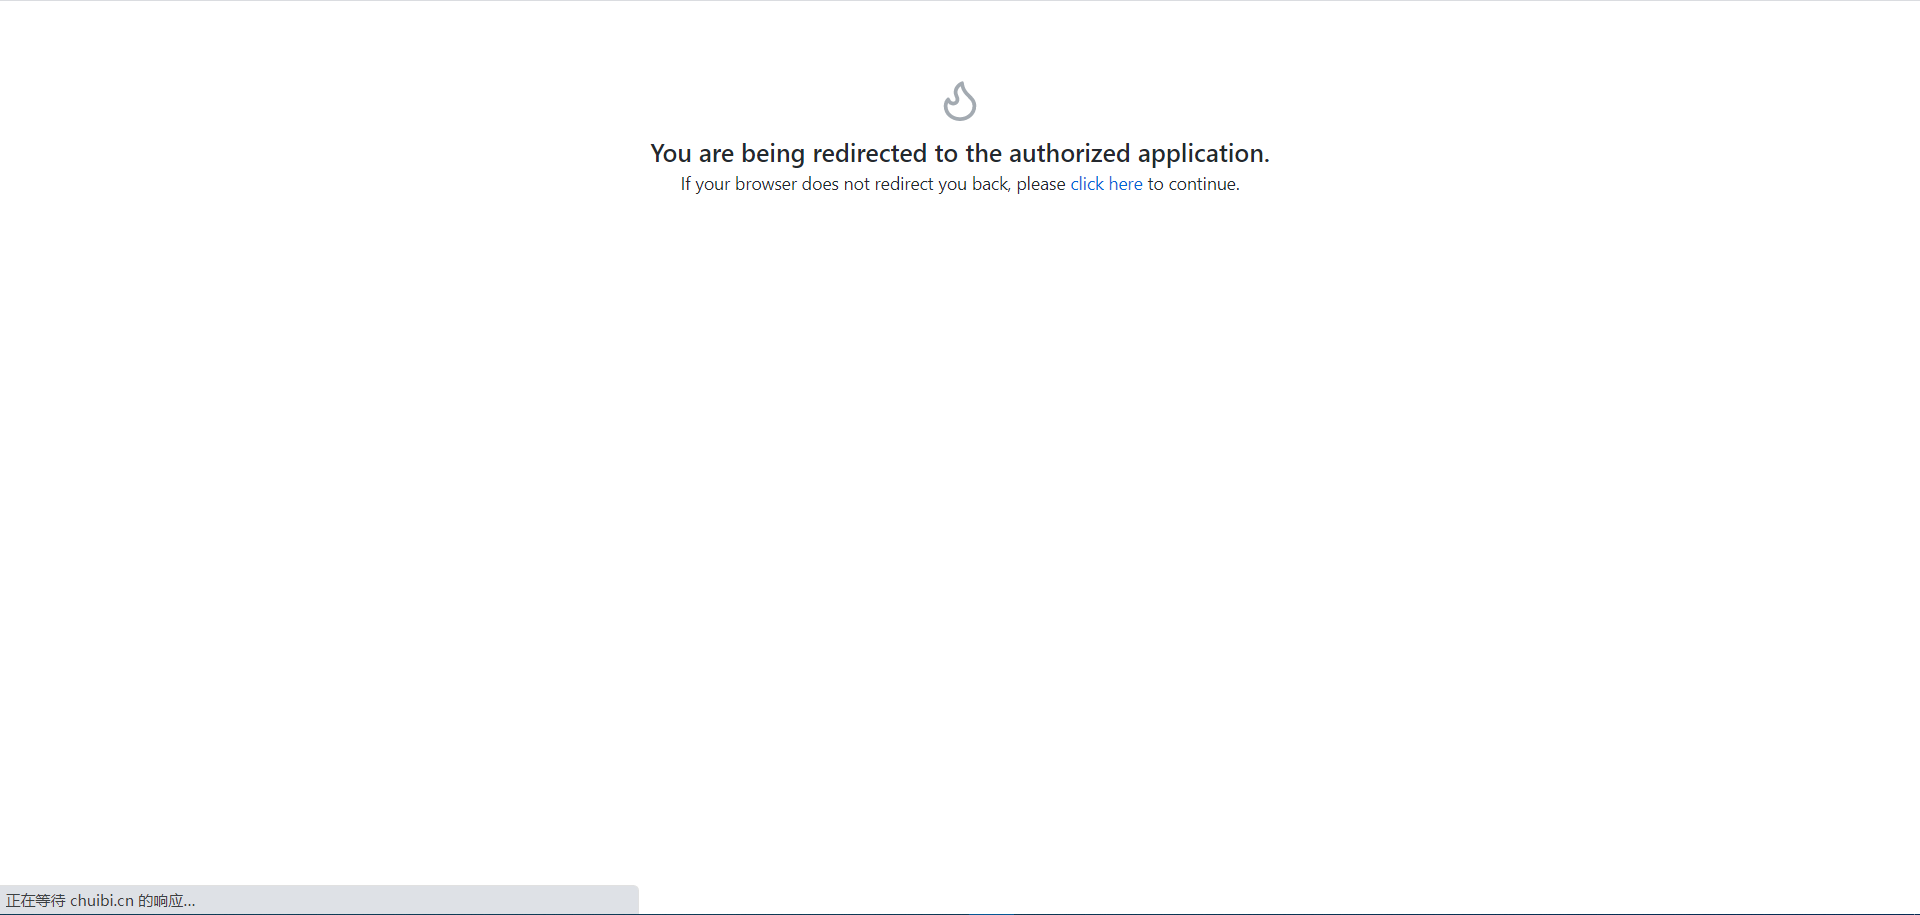 You are being redirected to the authorized application.
If your browser does not redirect you back, please click here to continue.
正在等待 chuibi.cn 的响应...